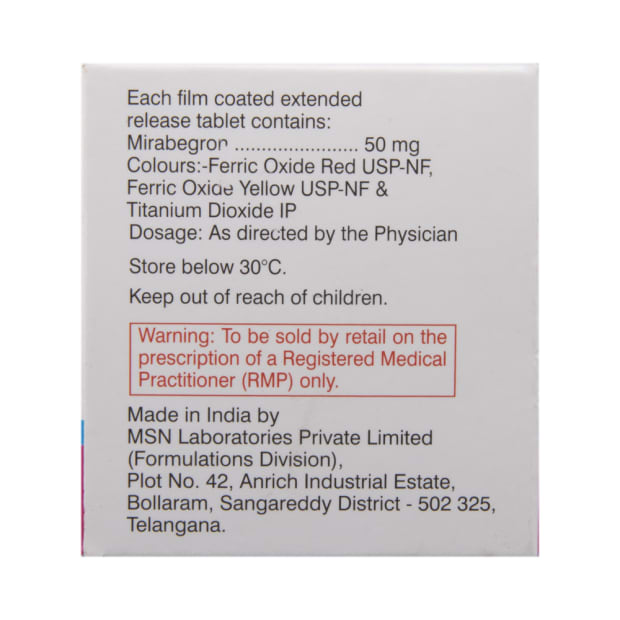 Each film coated extended
release tablet contains:
Mirabegron ....................... 50 mg
Colours:-Ferric Oxide Red USP-NF,
Ferric Oxide Yellow USP-NF &
Titanium Dioxide IP
Dosage: As directed by the Physician
Store below 30°C.
Keep out of reach of children.
Warning: To be sold by retail on the
prescription of a Registered Medical
Practitioner (RMP) only.
Made in India by
MSN Laboratories Private Limited
(Formulations Division),
Plot No. 42, Anrich Industrial Estate,
Bollaram, Sangareddy District - 502 325,
Telangana.